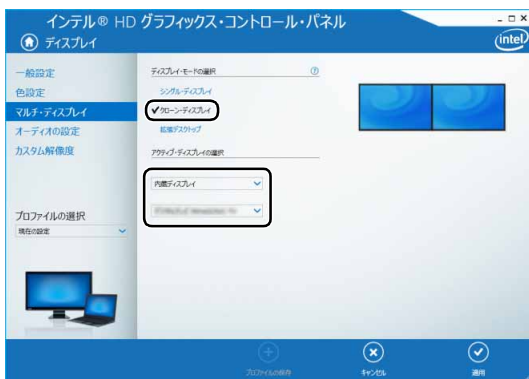 インテル® HD グラフィックス・コントロール・パネル
ディスプレイ
intel
一般設定
色設定
マルチ・ディスプレイ
オーディオの設定
カスタム解像度
プロファイルの選択
現在の設定
ディスプレイ・モードの選択
シングル・ディスプレイ
クローン・ディスプレイ
拡張デスクトップ
アクティブ・ディスプレイの選択
内蔵ディスプレイ
プロファイルの保存
キャンセル
適用